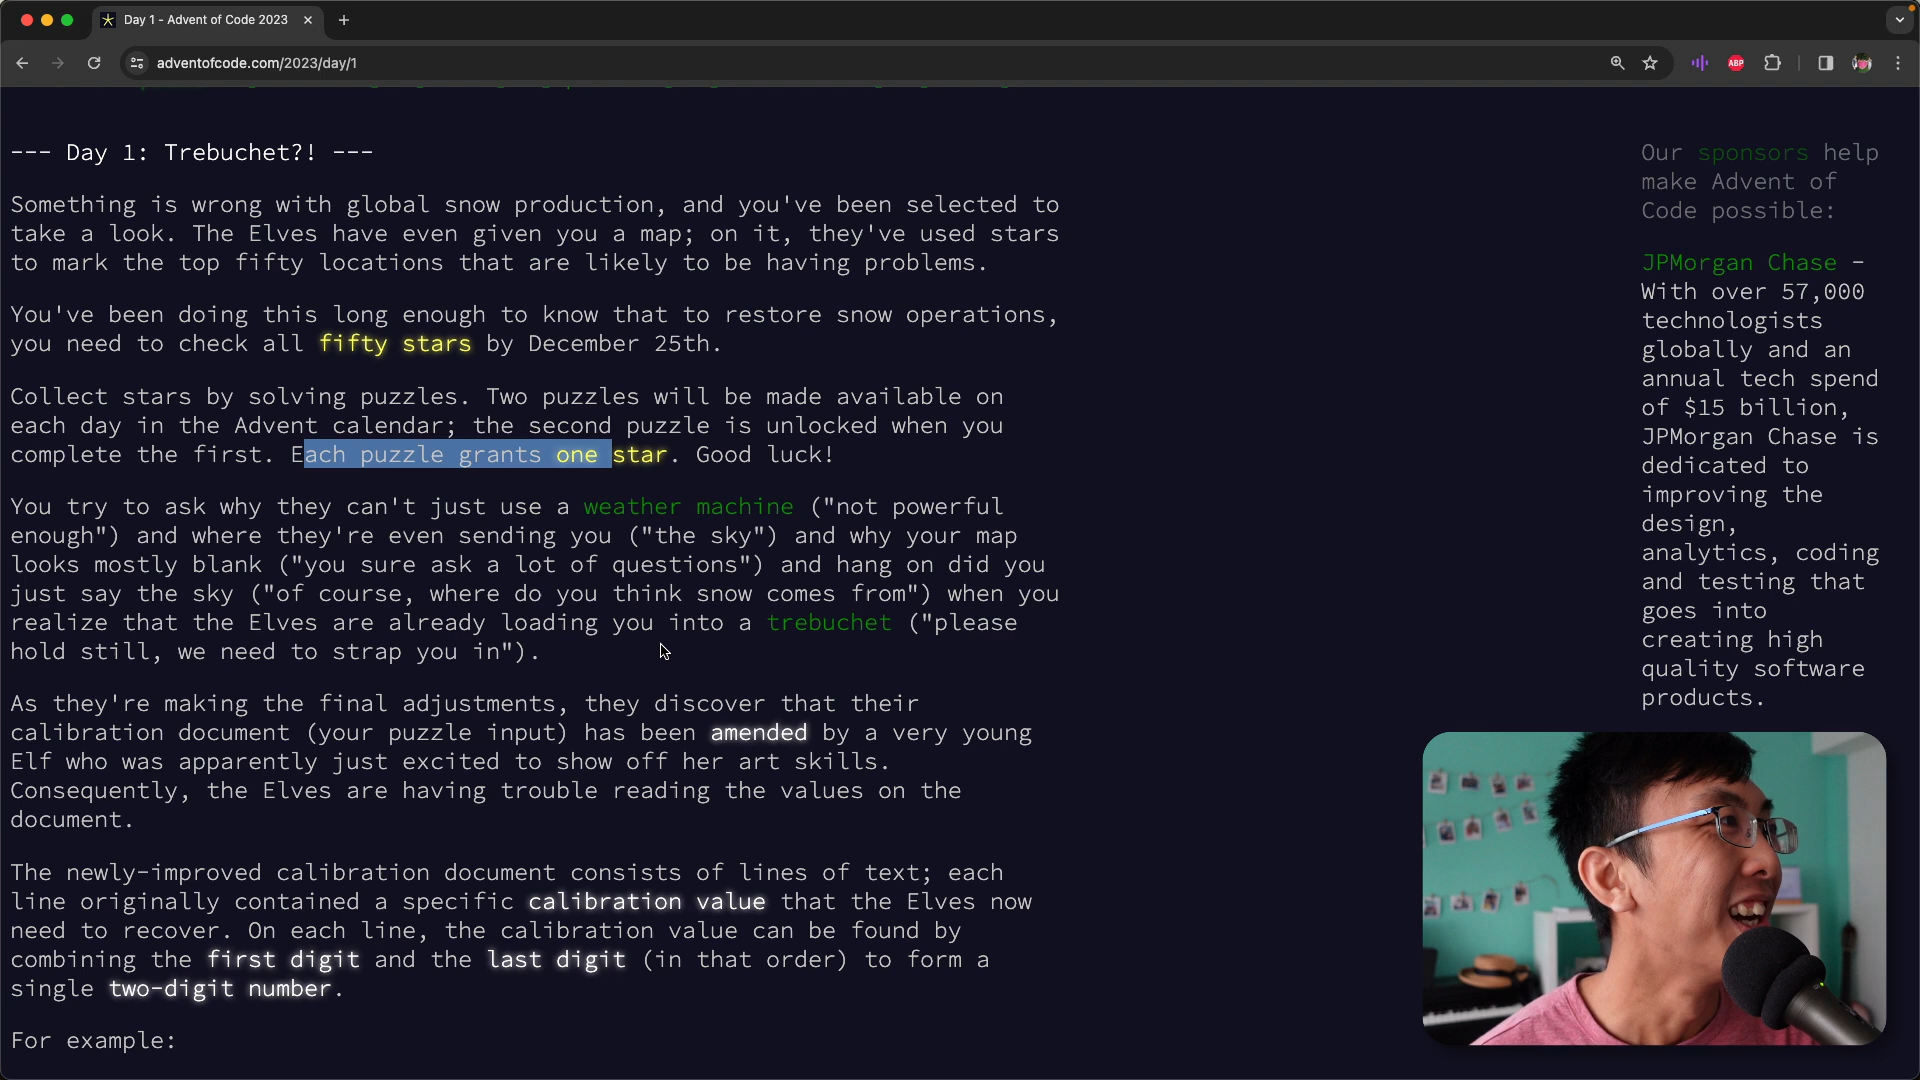 Day 1 - Advent of Code 2023
adventofcode.com/2023/day/1
ABP
--- Day 1: Trebuchet?! ---
Something is wrong with global snow production, and you've been selected to
take a look. The Elves have even given you a map; on it, they've used stars
to mark the top fifty locations that are likely to be having problems.
You've been doing this long enough to know that to restore snow operations,
you need to check all fifty stars by December 25th.
Collect stars by solving puzzles. Two puzzles will be made available on
each day in the Advent calendar; the second puzzle is unlocked when you
complete the first. Each puzzle grants one star. Good luck!
You try to ask why they can't just use a weather machine ("not powerful
enough") and where they're even sending you ("the sky") and why your map
looks mostly blank ("you sure ask a lot of questions") and hang on did you
just say the sky ("of course, where do you think snow comes from") when you
realize that the Elves are already loading you into a trebuchet ("please
hold still, we need to strap you in").
As they're making the final adjustments, they discover that their
calibration document (your puzzle input) has been amended by a very young
Elf who was apparently just excited to show off her art skills.
Consequently, the Elves are having trouble reading the values on the
document.
The newly-improved calibration document consists of lines of text; each
line originally contained a specific calibration value that the Elves now
need to recover. On each line, the calibration value can be found by
combining the first digit and the last digit (in that order) to form a
single two-digit number.
For example:
Our sponsors help
make Advent of
Code possible:
JPMorgan Chase -
With over 57,000
technologists
globally and an
annual tech spend
of $15 billion,
JPMorgan Chase is
dedicated to
improving the
design,
analytics, coding
and testing that
goes into
creating high
quality software
products.